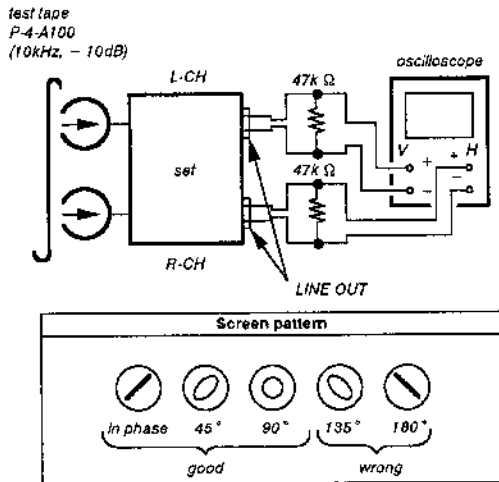 test tape
P-4-A100
(10kHz, – 10dB)
L-CH
47k Ω
oscilloscope
set
V
H
+
+
–
–
47k Ω
R-CH
LINE OUT
Screen pattern
in phase 45° 90° 135° 180°
good wrong